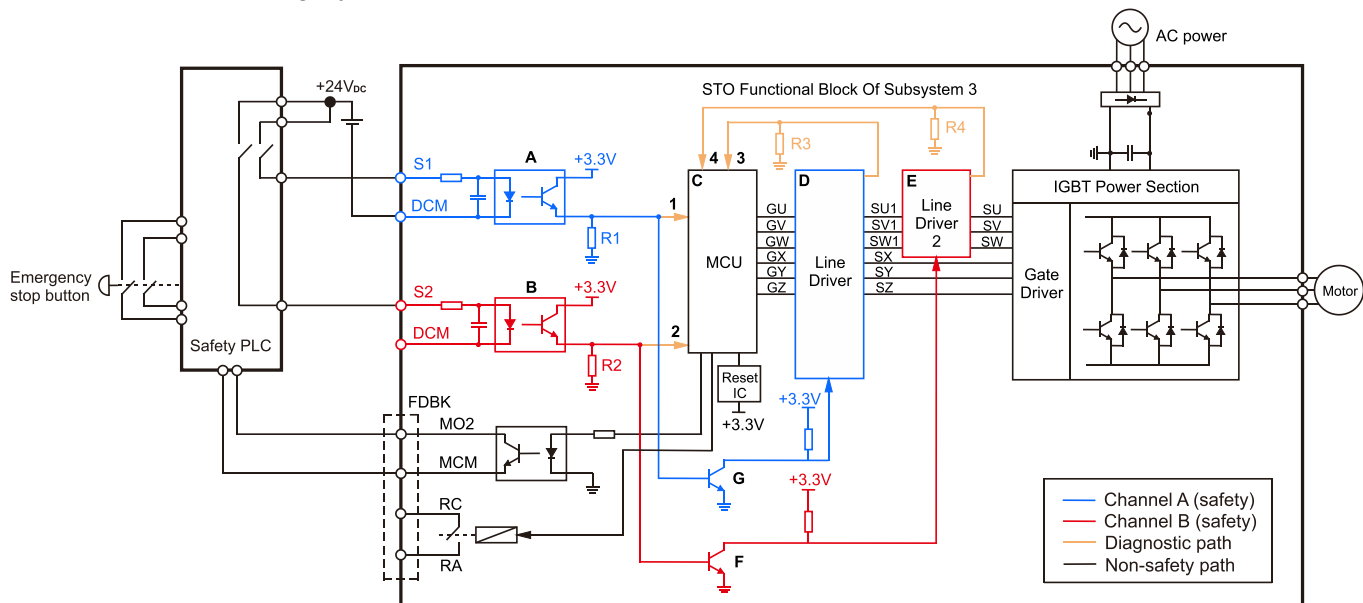 AC power
+24VDC
STO Functional Block Of Subsystem 3
R3
R4
S1
A
+3.3V
4
3
C
D
E
IGBT Power Section
DCM
1
R1
MCU
GU
GV
GW
GX
GY
GZ
Line
Driver
SU1
SV1
SW1
SX
SY
SZ
Line
Driver
2
SU
SV
SW
Gate
Driver
Motor
Emergency
stop button
S2
B
+3.3V
DCM
2
R2
Safety PLC
Reset
IC
+3.3V
+3.3V
FDBK
MO2
MCM
G
+3.3V
RC
RA
F
Channel A (safety)
Channel B (safety)
Diagnostic path
Non-safety path